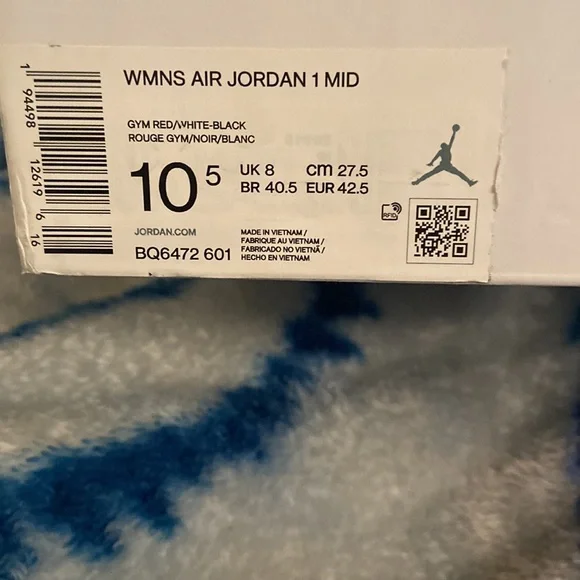 WMNS AIR JORDAN 1 MID
GYM RED/WHITE-BLACK
ROUGE GYM/NOIR/BLANC
10 5
UK 8 cm 27.5
BR 40.5 EUR 42.5
RFID
JORDAN.COM
BQ6472 601
MADE IN VIETNAM /
FABRIQUE AU VIETNAM /
FABRICADO NO VIETNÃ /
HECHO EN VIETNAM
1 94498 12619 6 16